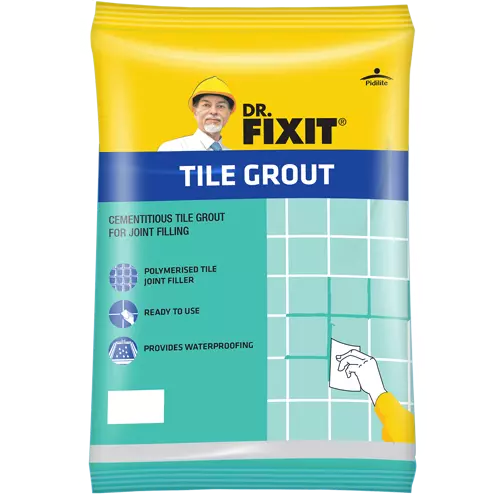 Pidilite
DR.
FIXIT®
TILE GROUT
CEMENTITIOUS TILE GROUT
FOR JOINT FILLING
POLYMERISED TILE
JOINT FILLER
READY TO USE
PROVIDES WATERPROOFING